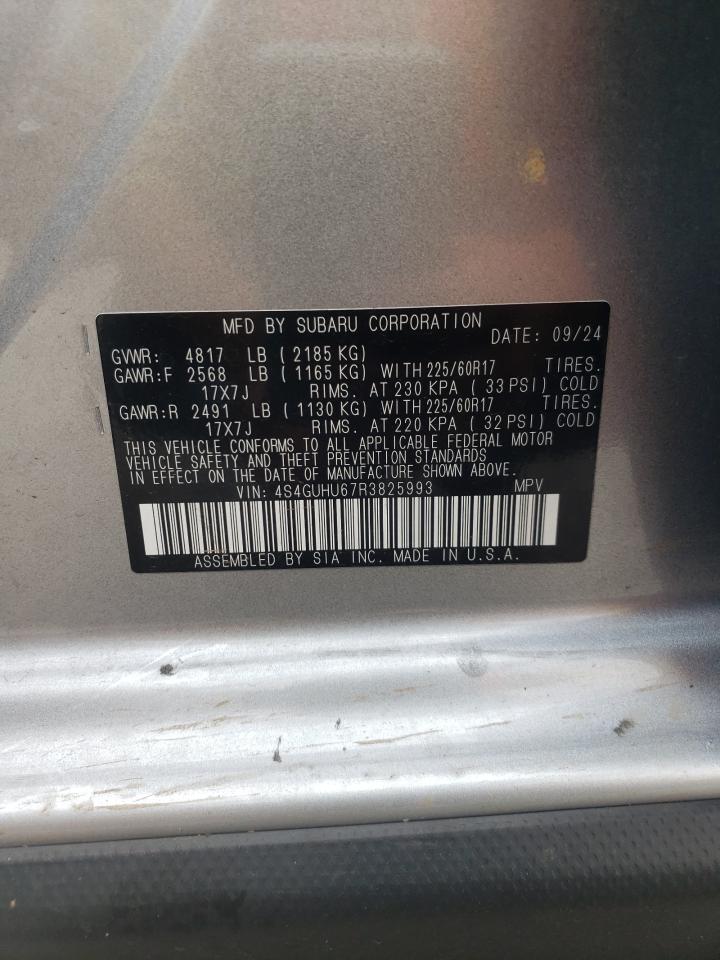 MFD BY SUBARU CORPORATION
DATE: 09/24
GVWR: 4817 LB ( 2185 KG)
GAWR:F 2568 LB ( 1165 KG) WITH 225/60R17 TIRES.
17X7J RIMS. AT 230 KPA ( 33 PSI) COLD
GAWR:R 2491 LB ( 1130 KG) WITH 225/60R17 TIRES.
17X7J RIMS. AT 220 KPA ( 32 PSI) COLD
THIS VEHICLE CONFORMS TO ALL APPLICABLE FEDERAL MOTOR
VEHICLE SAFETY AND THEFT PREVENTION STANDARDS
IN EFFECT ON THE DATE OF MANUFACTURE SHOWN ABOVE.
VIN: 4S4GUHU67R3825993 MPV
ASSEMBLED BY SIA INC. MADE IN U.S.A.